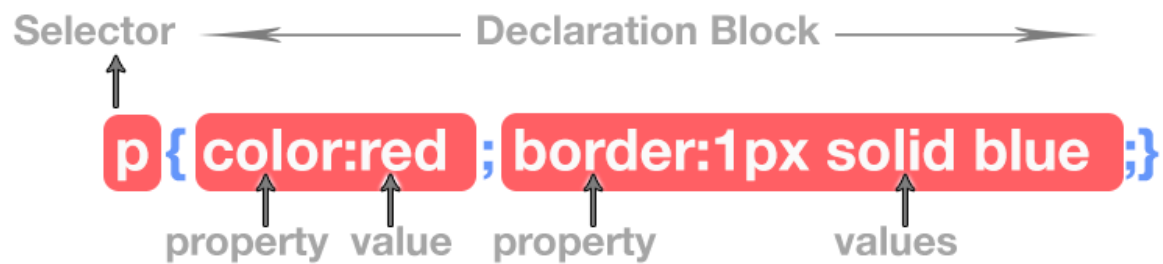 Selector Declaration Block
p{color:red;border:1px solid blue;}
property value property values